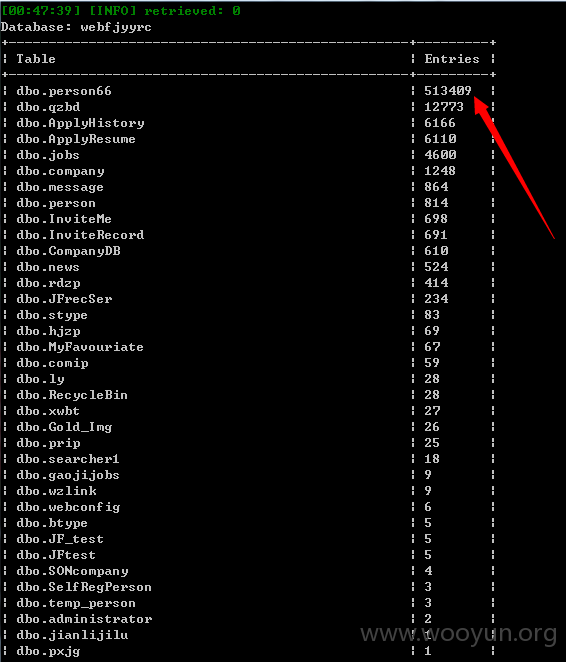 [00:47:39] [INFO] retrieved: 0
Database: webfjyyrc
+------------------------------------------+---------+
| Table | Entries |
+------------------------------------------+---------+
| dbo.person66 | 513409 |
| dbo.qzbd | 12773 |
| dbo.ApplyHistory | 6166 |
| dbo.ApplyResume | 6110 |
| dbo.jobs | 4600 |
| dbo.company | 1248 |
| dbo.message | 864 |
| dbo.person | 814 |
| dbo.InviteMe | 698 |
| dbo.InviteRecord | 691 |
| dbo.CompanyDB | 610 |
| dbo.news | 524 |
| dbo.rdzp | 414 |
| dbo.JFrecSer | 234 |
| dbo.stype | 83 |
| dbo.hjzp | 69 |
| dbo.MyFavouriate | 67 |
| dbo.comip | 59 |
| dbo.ly | 28 |
| dbo.RecycleBin | 28 |
| dbo.xwbt | 27 |
| dbo.Gold_Img | 26 |
| dbo.prip | 25 |
| dbo.searcher1 | 18 |
| dbo.gaojijobs | 9 |
| dbo.wzlink | 9 |
| dbo.webconfig | 6 |
| dbo.btype | 5 |
| dbo.JF_test | 5 |
| dbo.JFtest | 5 |
| dbo.SONcompany | 4 |
| dbo.SelfRegPerson | 3 |
| dbo.temp_person | 3 |
| dbo.administrator | 2 |
| dbo.jianlijilu | 1 |
| dbo.pxjg | 1 |
www.wooyun.org